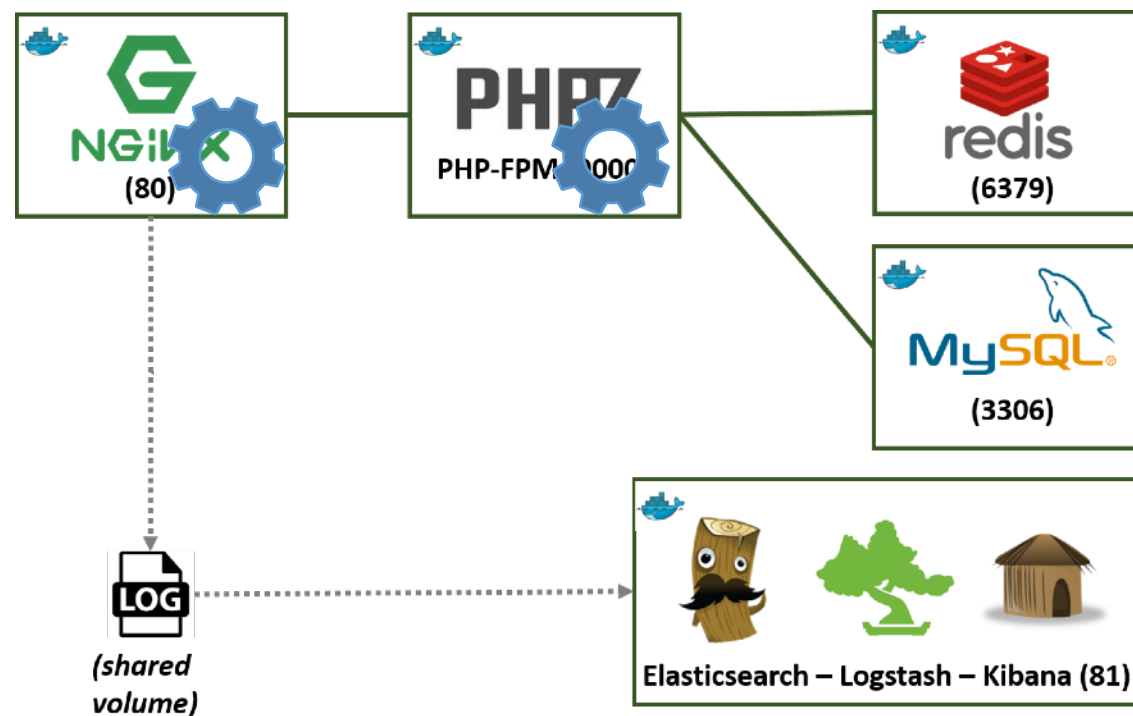 NGiNX
(80)
PHP7
PHP-FPM
redis
(6379)
MySQL®
(3306)
LOG
(shared
volume)
Elasticsearch – Logstash – Kibana (81)